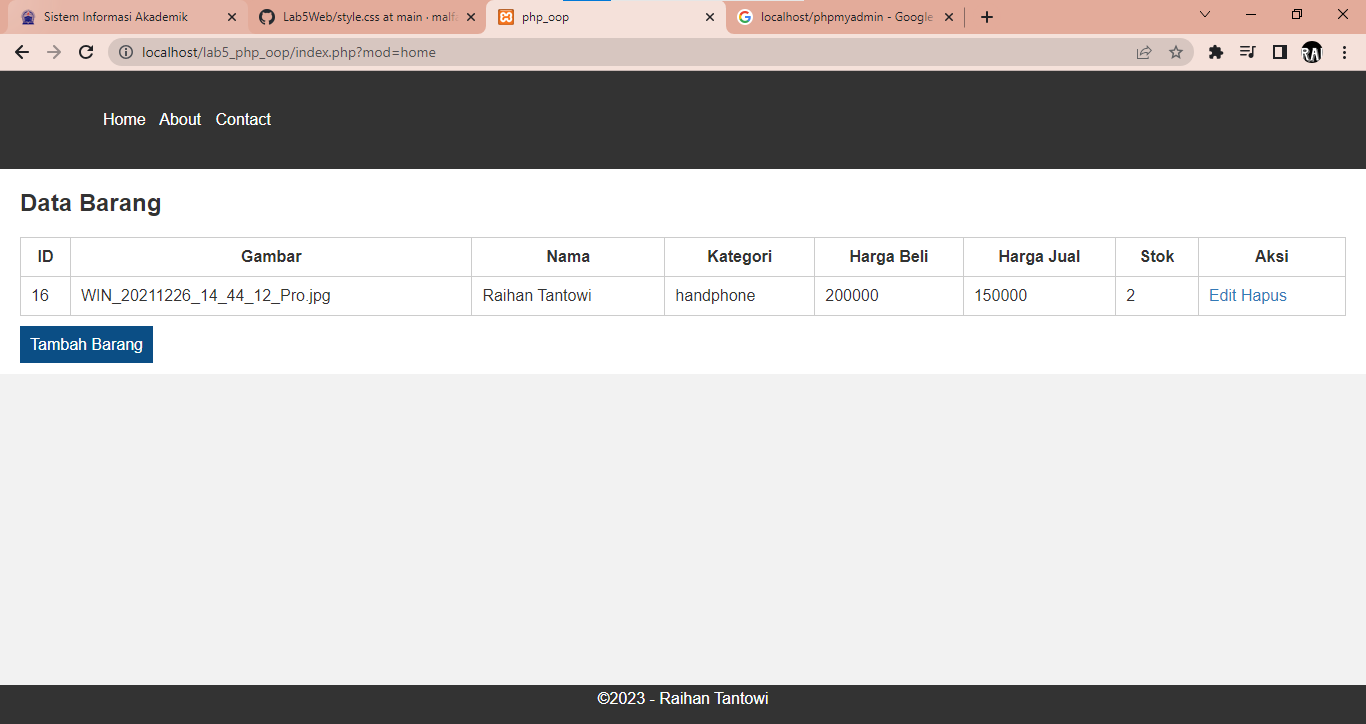 Sistem Informasi Akademik
Lab5Web/style.css at main · malfa
php_oop
localhost/phpmyadmin - Google
localhost/lab5_php_oop/index.php?mod=home
RAI
Home About Contact
Data Barang
ID Gambar Nama Kategori Harga Beli Harga Jual Stok Aksi
16 WIN_20211226_14_44_12_Pro.jpg Raihan Tantowi handphone 200000 150000 2 Edit Hapus
Tambah Barang
©2023 - Raihan Tantowi